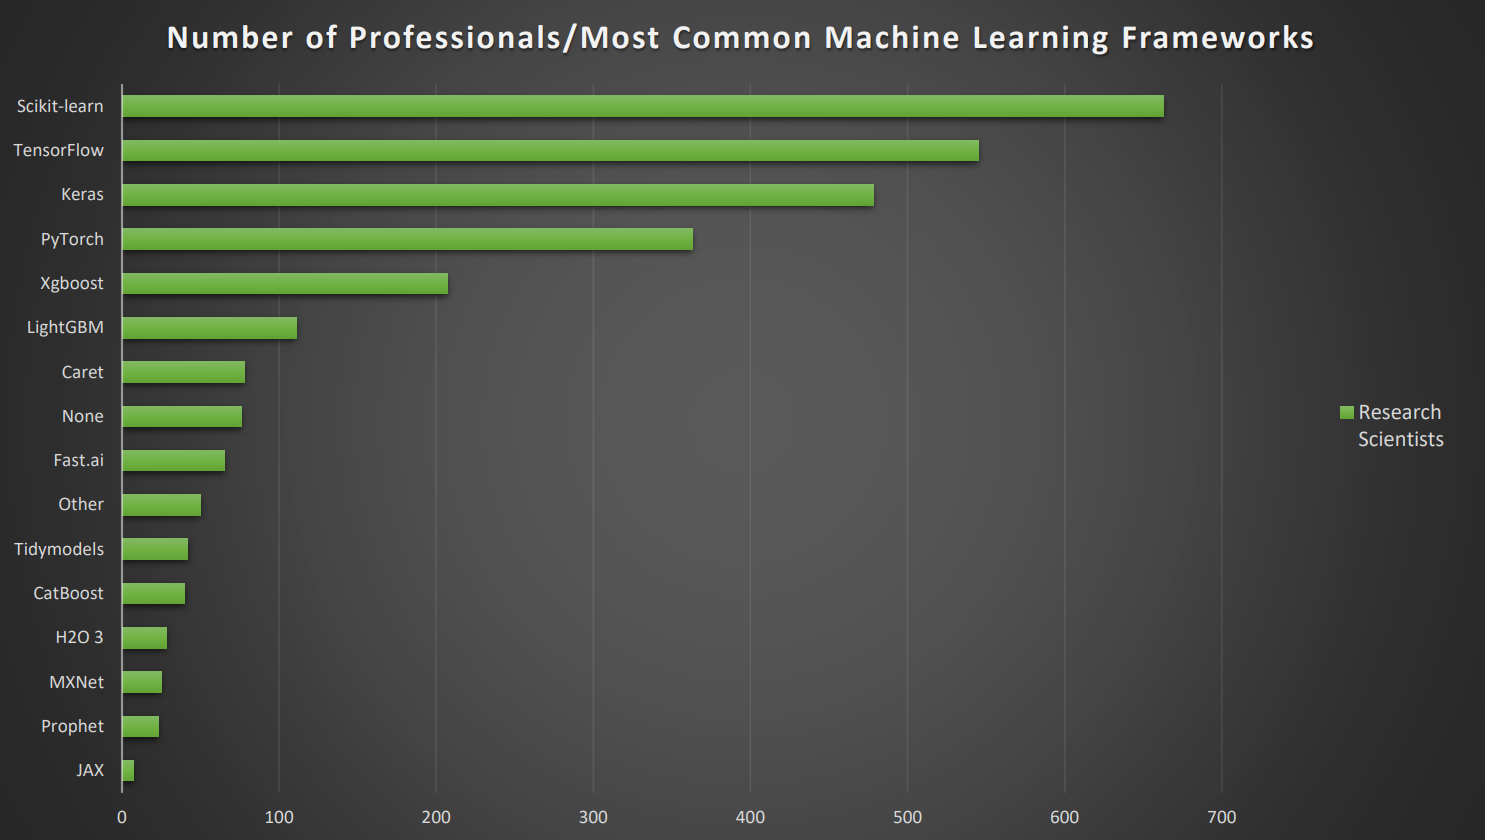 Number of Professionals/Most Common Machine Learning Frameworks
Scikit-learn
TensorFlow
Keras
PyTorch
Xgboost
LightGBM
Caret
None
Fast.ai
Other
Tidymodels
CatBoost
H2O 3
MXNet
Prophet
JAX
0 100 200 300 400 500 600 700
Research
Scientists